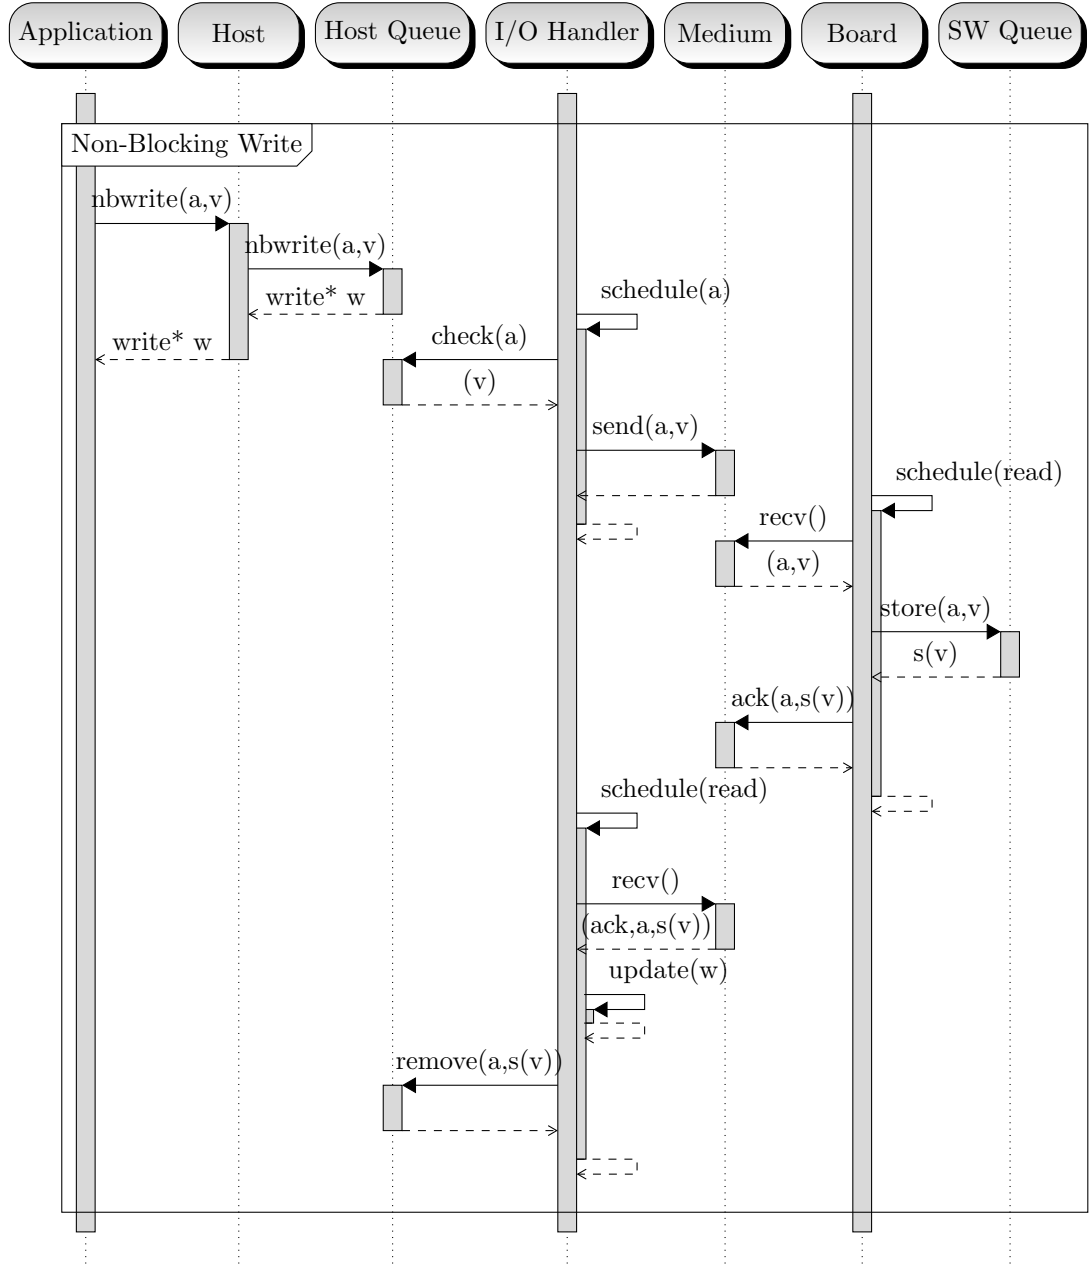 Application
Host
Host Queue
I/O Handler
Medium
Board
SW Queue
Non-Blocking Write
nbwrite(a,v)
nbwrite(a,v)
schedule(a)
write* w
check(a)
write* w
(v)
send(a,v)
schedule(read)
recv()
(a,v)
store(a,v)
s(v)
ack(a,s(v))
schedule(read)
recv()
(ack,a,s(v))
update(w)
remove(a,s(v))